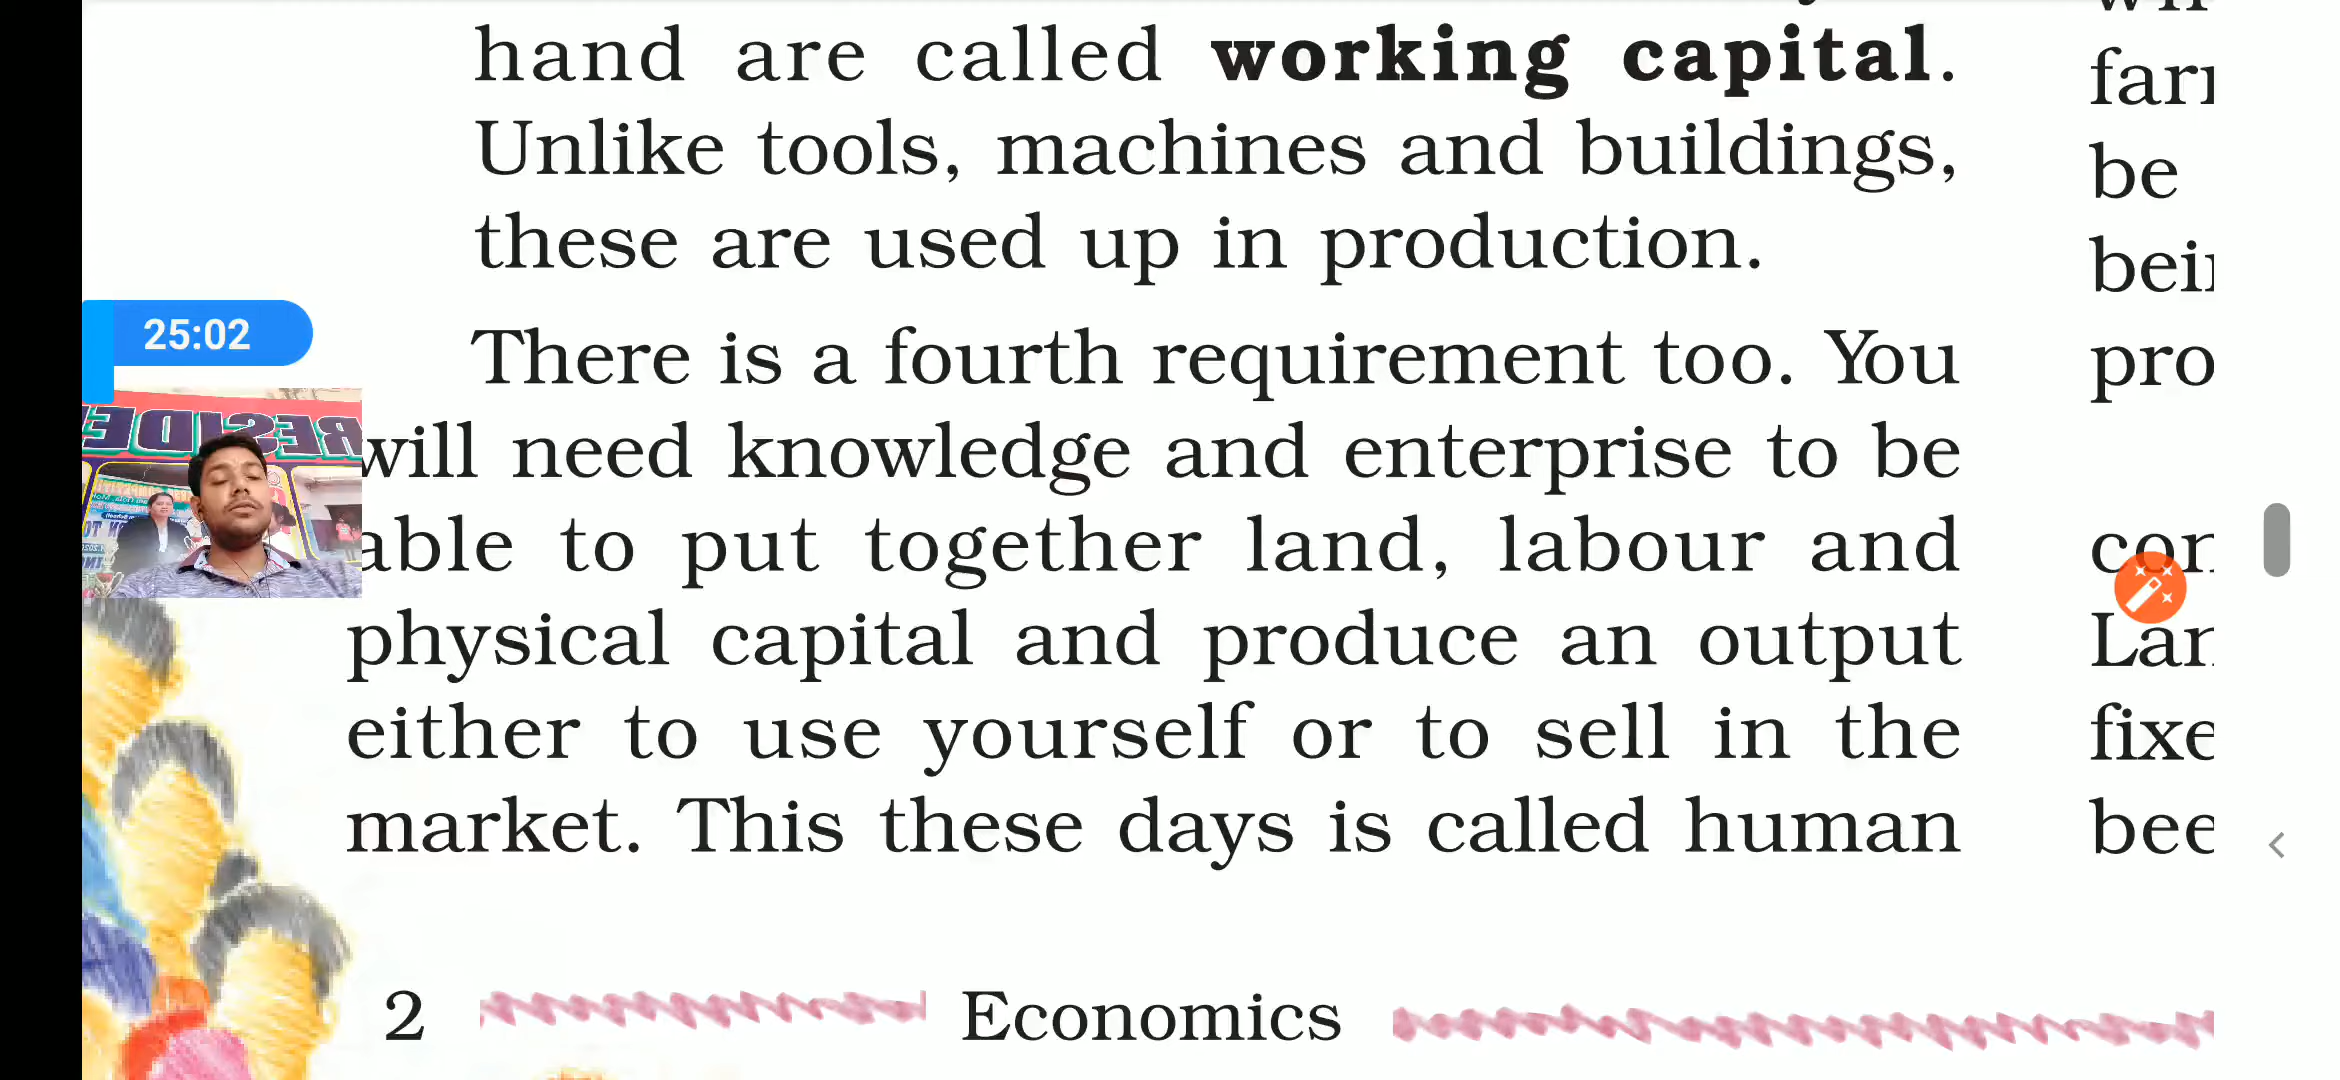 hand are called working capital.
Unlike tools, machines and buildings,
these are used up in production.
There is a fourth requirement too. You
will need knowledge and enterprise to be
able to put together land, labour and
physical capital and produce an output
either to use yourself or to sell in the
market. This these days is called human
be
pro
25:02
2
Economics